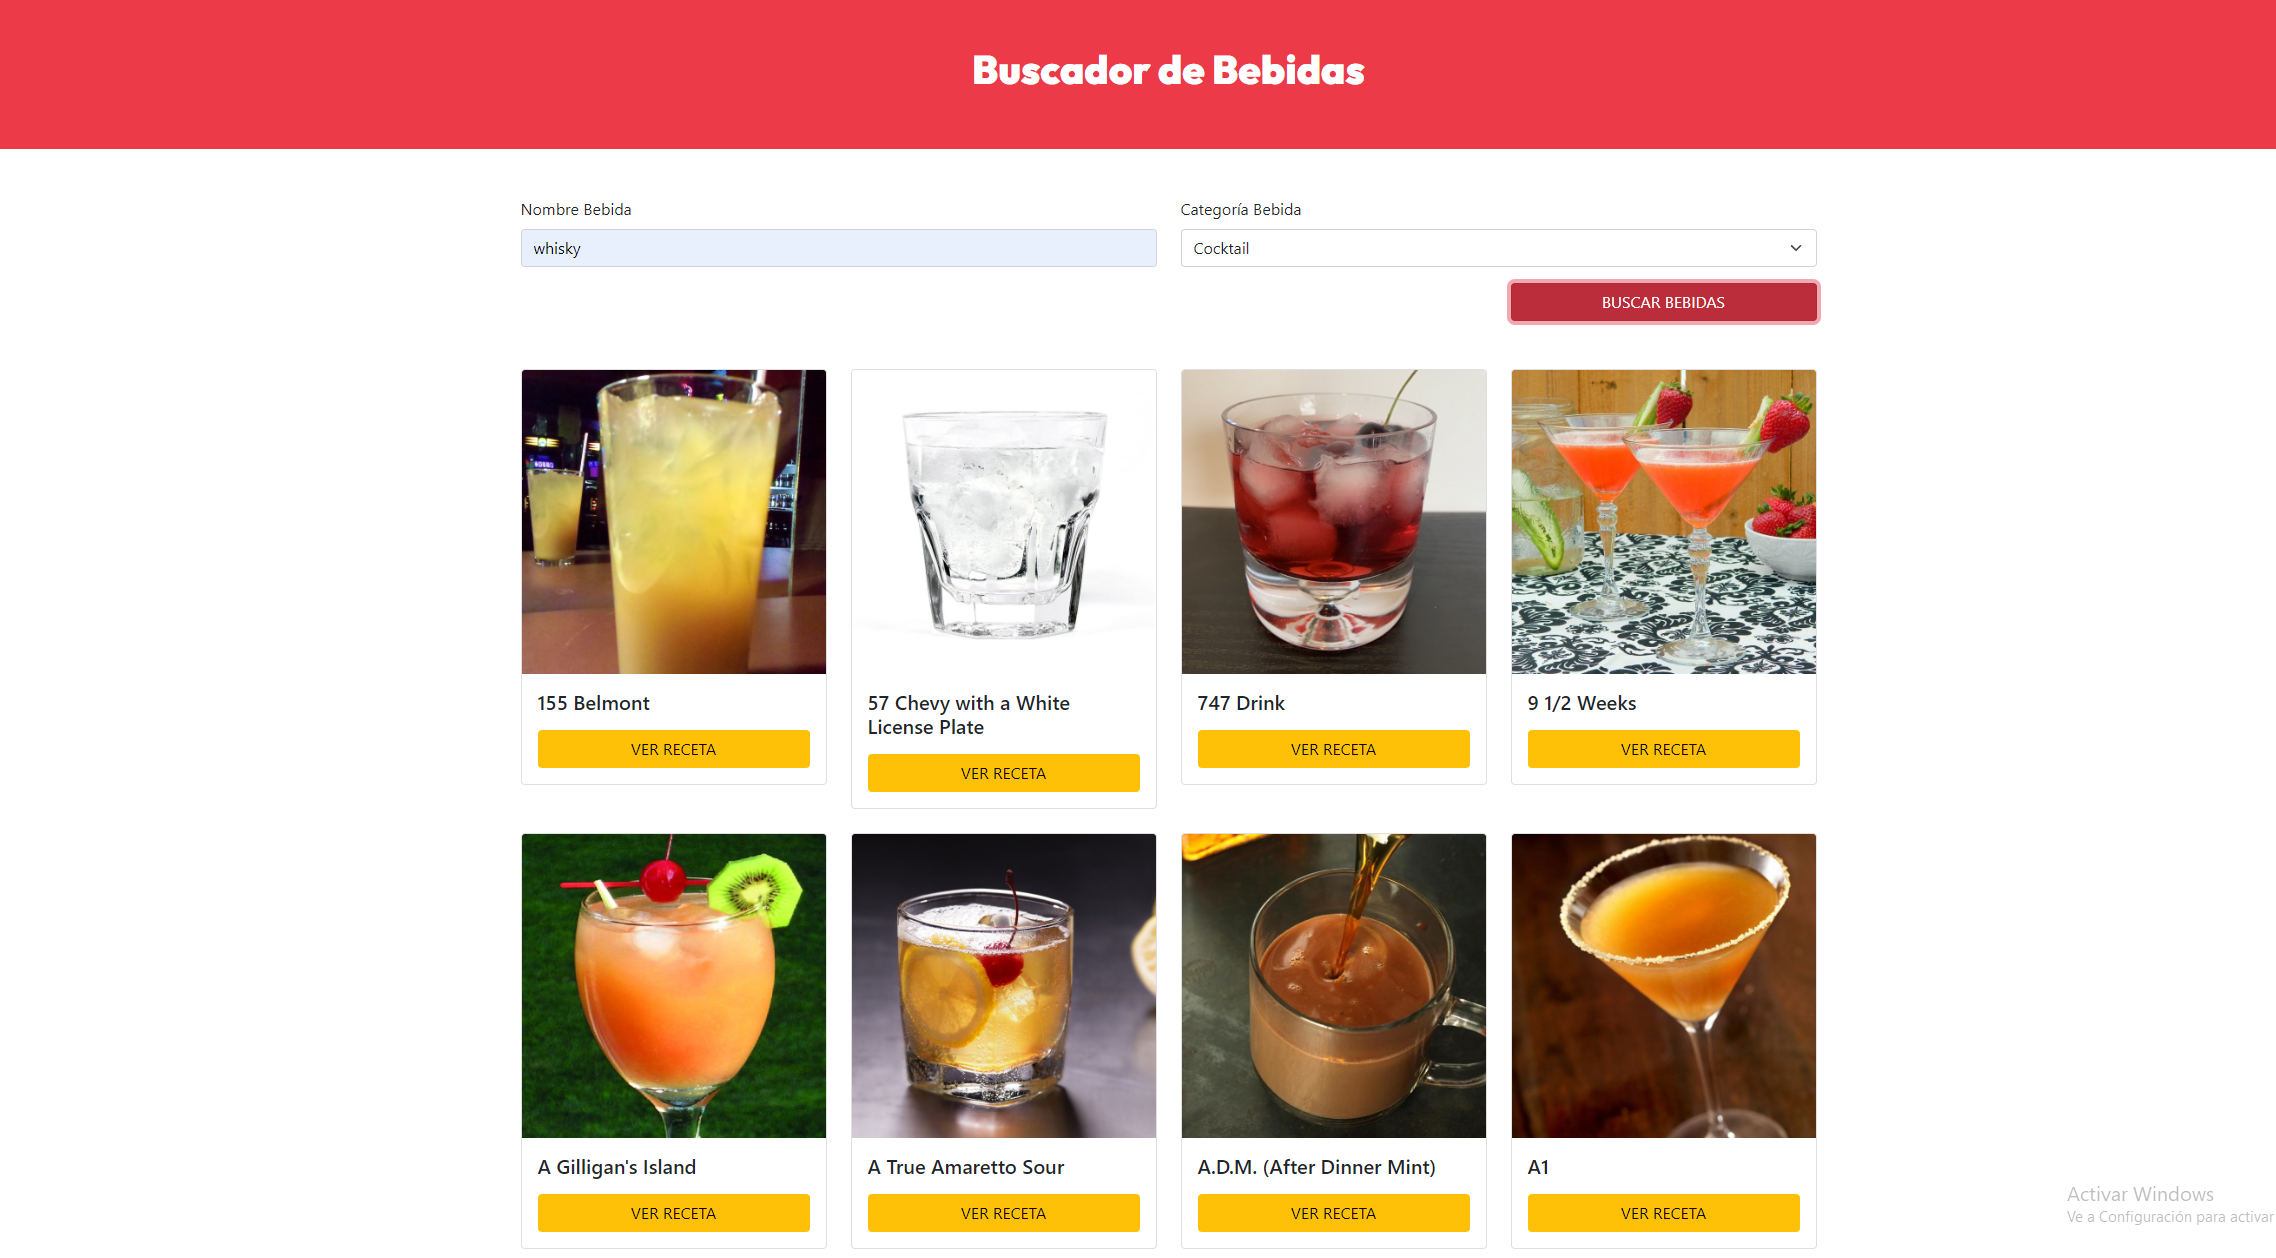 Buscador de Bebidas
Nombre Bebida
Categoría Bebida
whisky
Cocktail
BUSCAR BEBIDAS
155 Belmont
VER RECETA
57 Chevy with a White
License Plate
VER RECETA
747 Drink
VER RECETA
9 1/2 Weeks
VER RECETA
A Gilligan's Island
VER RECETA
A True Amaretto Sour
VER RECETA
A.D.M. (After Dinner Mint)
VER RECETA
A1
VER RECETA
Activar Windows
Ve a Configuración para activar